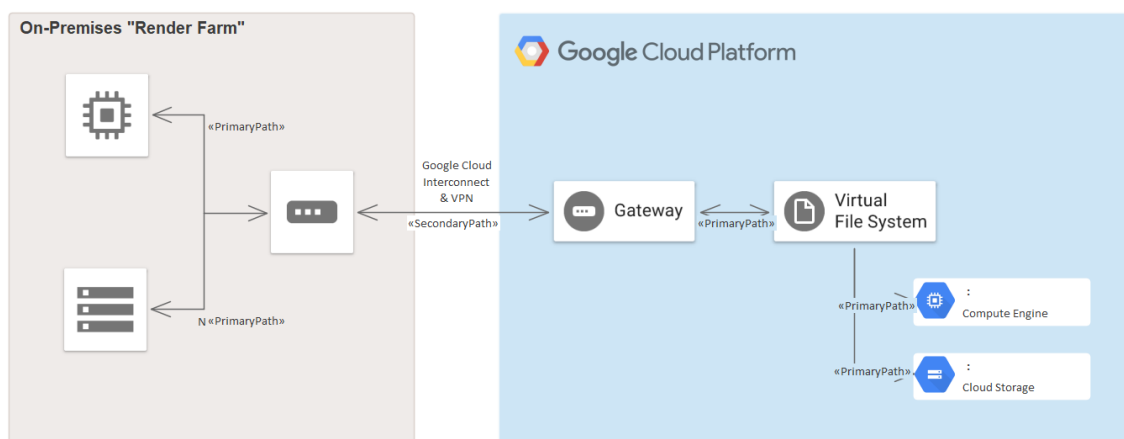 On-Premises "Render Farm"
Google Cloud Platform
«PrimaryPath»
Google Cloud
Interconnect
& VPN
«SecondaryPath»
Gateway
«PrimaryPath»
Virtual
File System
N «PrimaryPath»
«PrimaryPath»
:
Compute Engine
«PrimaryPath»
:
Cloud Storage